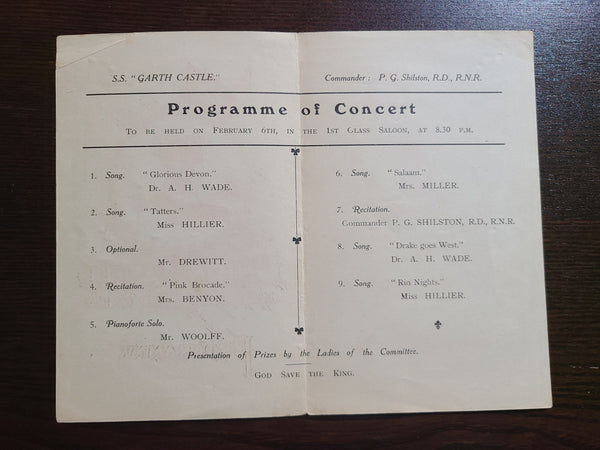 S.S. "GARTH CASTLE."
Commander : P. G. Shilston, R.D., R.N.R.
Programme of Concert
TO BE HELD ON FEBRUARY 6TH, IN THE 1ST CLASS SALOON, AT 8.30 P.M.
1. Song. "Glorious Devon."
Dr. A. H. WADE.
2. Song. "Tatters."
Miss HILLIER.
3. Optional.
Mr. DREWITT.
4. Recitation. "Pink Brocade."
Mrs. BENYON.
5. Pianoforte Solo.
Mr. WOOLFF.
6. Song. "Salaam."
Mrs. MILLER.
7. Recitation.
Commander P. G. SHILSTON, R.D., R.N.R.
8. Song. "Drake goes West."
Dr. A. H. WADE.
9. Song. "Rio Nights."
Miss HILLIER.
Presentation of Prizes by the Ladies of the Committee.
GOD SAVE THE KING.